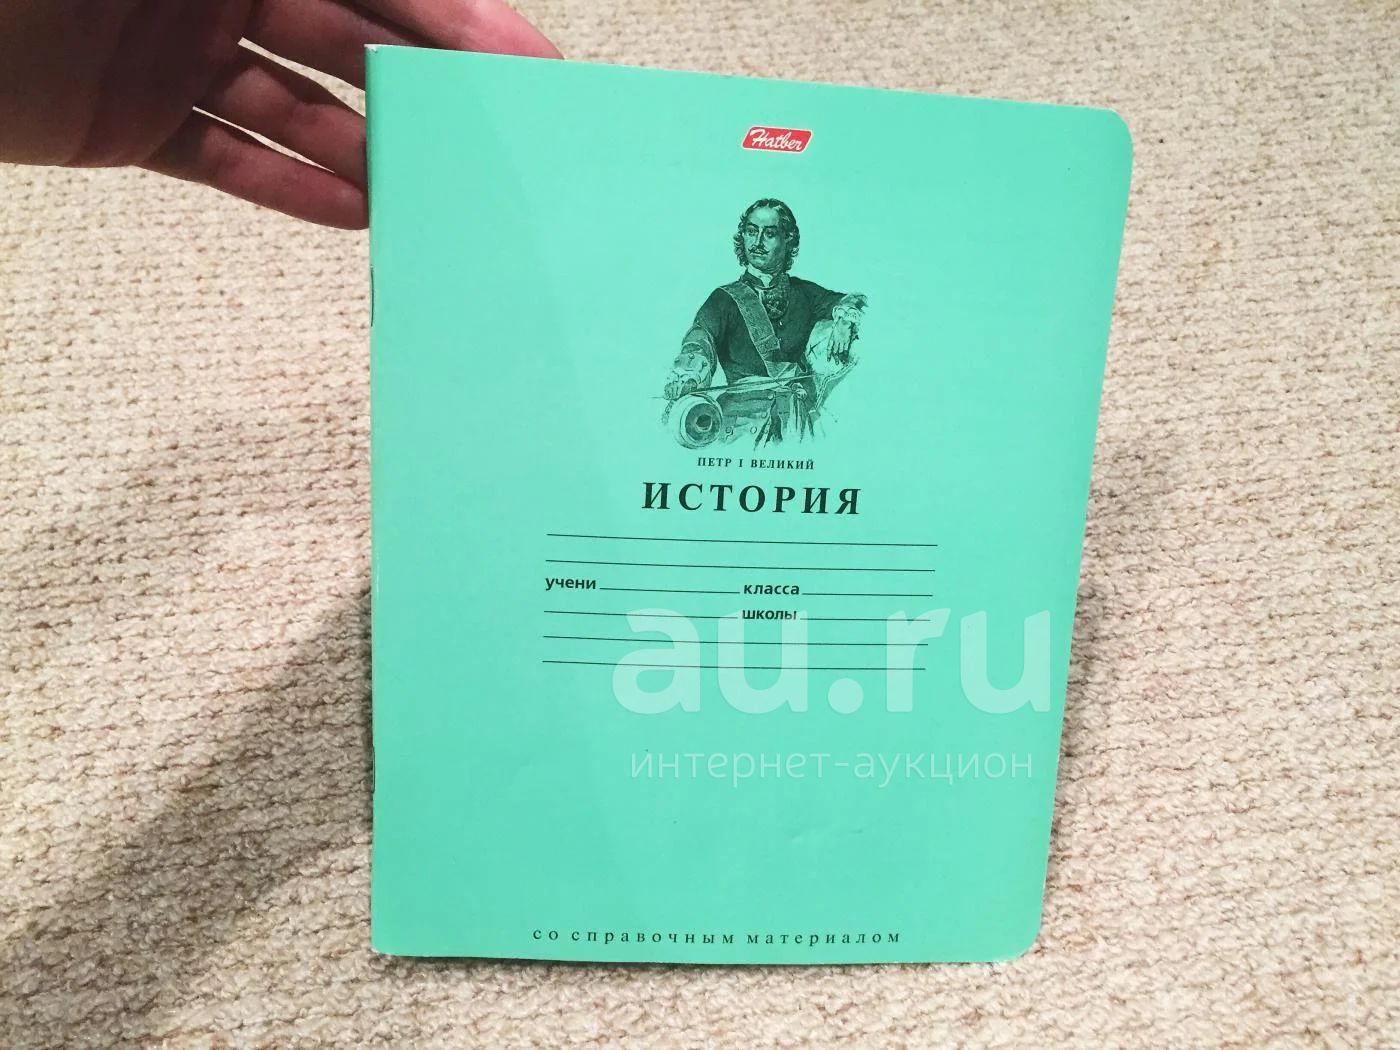 Hatber
ПЕТР I ВЕЛИКИЙ
ИСТОРИЯ
учени класса
школы
au.ru
интернет-аукцион
со справочным материалом